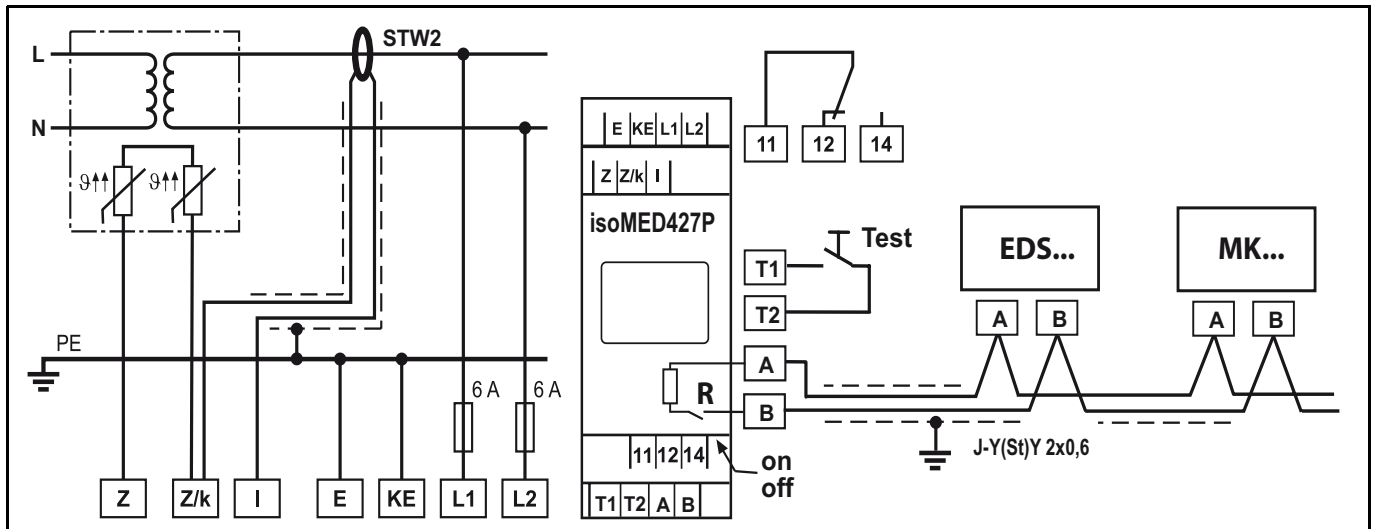 STW2
L
N
ϑ↑↑ ϑ↑↑
PE
6 A 6 A
Z Z/k I E KE L1 L2
E KE L1 L2
Z Z/k I
isoMED427P
R
11 12 14
on
off
T1 T2 A B
11 12 14
T1
T2
Test
A
B
EDS...
A B
MK...
A B
J-Y(St)Y 2x0,6